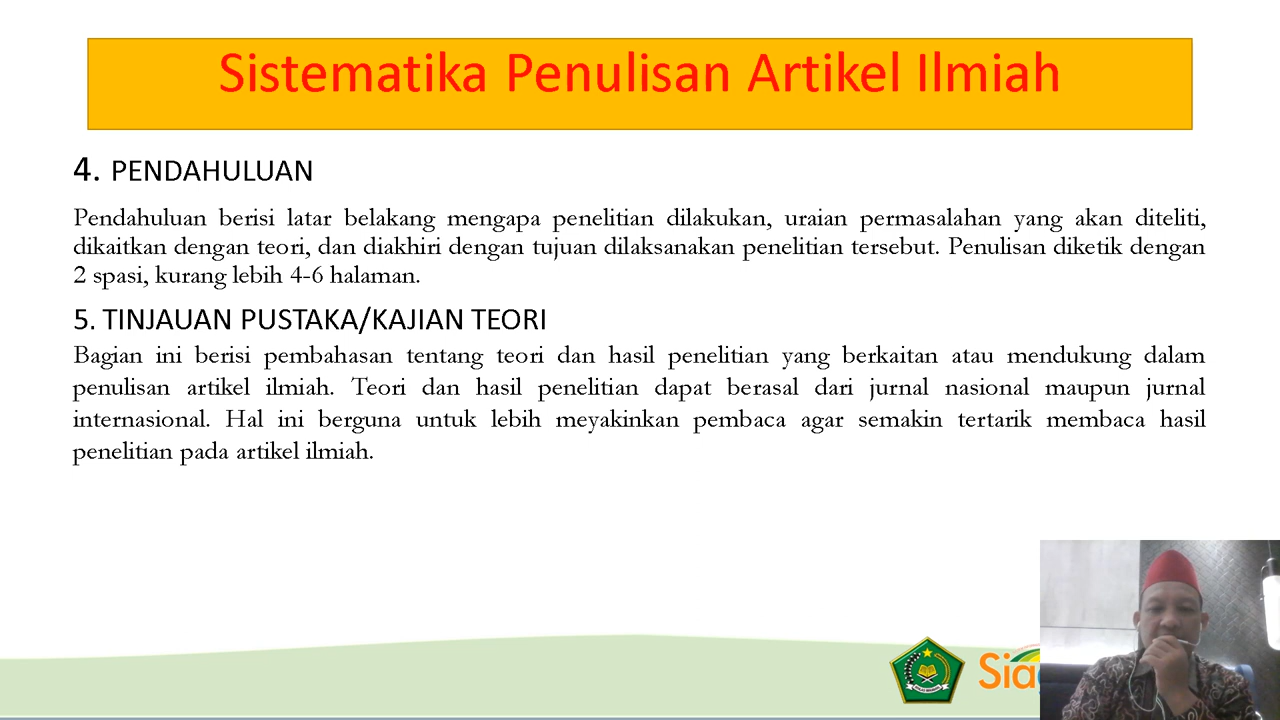 Sistematika Penulisan Artikel Ilmiah
4. PENDAHULUAN
Pendahuluan berisi latar belakang mengapa penelitian dilakukan, uraian permasalahan yang akan diteliti,
dikaitkan dengan teori, dan diakhiri dengan tujuan dilaksanakan penelitian tersebut. Penulisan diketik dengan
2 spasi, kurang lebih 4-6 halaman.
5. TINJAUAN PUSTAKA/KAJIAN TEORI
Bagian ini berisi pembahasan tentang teori dan hasil penelitian yang berkaitan atau mendukung dalam
penulisan artikel ilmiah. Teori dan hasil penelitian dapat berasal dari jurnal nasional maupun jurnal
internasional. Hal ini berguna untuk lebih meyakinkan pembaca agar semakin tertarik membaca hasil
penelitian pada artikel ilmiah.